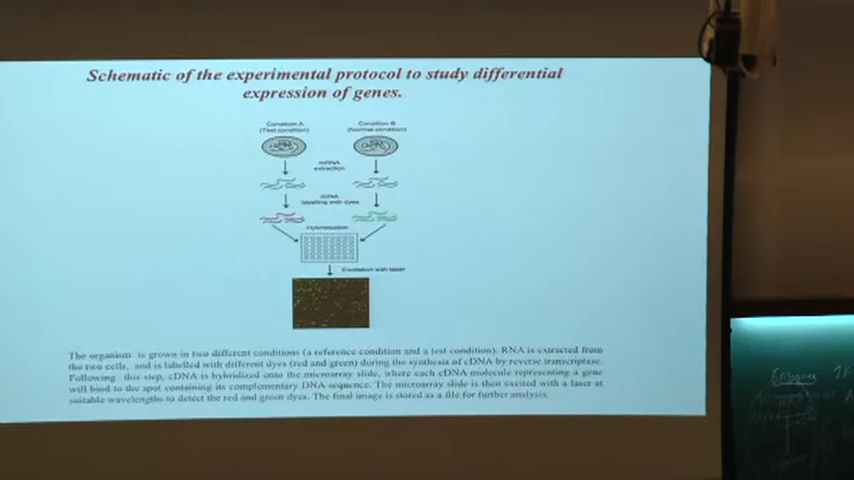 Schematic of the experimental protocol to study differential
expression of genes.
Condition A
(Test condition)
Condition B
(Normal condition)
mRNA
extraction
cDNA
labelling with dyes
Hybridisation
Excitation with laser
The organism is grown in two different conditions (a reference condition and a test condition). RNA is extracted from
the two cells, and is labelled with different dyes (red and green) during the synthesis of cDNA by reverse transcriptase.
Following this step, cDNA is hybridized onto the microarray slide, where each cDNA molecule representing a gene
will bind to the spot containing its complementary DNA sequence. The microarray slide is then excited with a laser at
suitable wavelengths to detect the red and green dyes. The final image is stored as a file for further analysis.